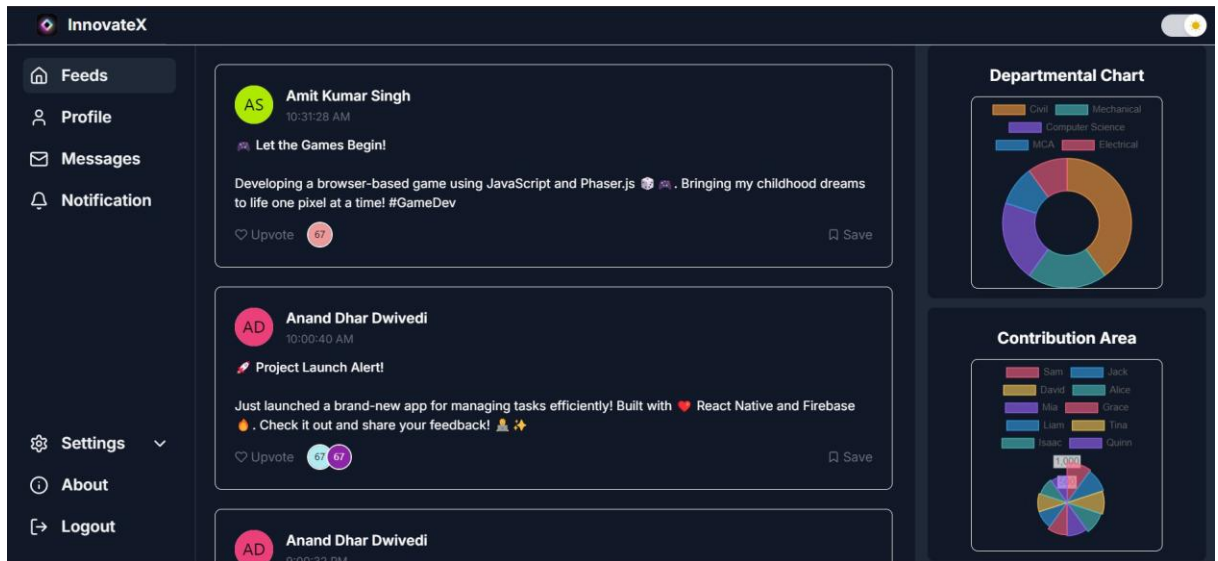 InnovateX
Feeds
Profile
Messages
Notification
Settings
About
Logout
AS
Amit Kumar Singh
10:31:28 AM
🎮 Let the Games Begin!
Developing a browser-based game using JavaScript and Phaser.js 🎲 🎮. Bringing my childhood dreams
to life one pixel at a time! #GameDev
Upvote 67 Save
AD
Anand Dhar Dwivedi
10:00:40 AM
🚀 Project Launch Alert!
Just launched a brand-new app for managing tasks efficiently! Built with ❤️ React Native and Firebase
🔥. Check it out and share your feedback! 👨‍💻 ✨
Upvote 67 67 Save
AD
Anand Dhar Dwivedi
Departmental Chart
Civil Mechanical
Computer Science
MCA Electrical
Contribution Area
Sam Jack
David Alice
Mia Grace
Liam Tina
Isaac Quinn
1,000